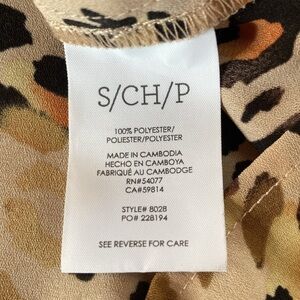 S/CH/P
100% POLYESTER/
POLIESTER/POLYESTER
MADE IN CAMBODIA
HECHO EN CAMBOYA
FABRIQUÉ AU CAMBODGE
RN#54077
CA#59814
STYLE# 8028
PO# 228194
SEE REVERSE FOR CARE